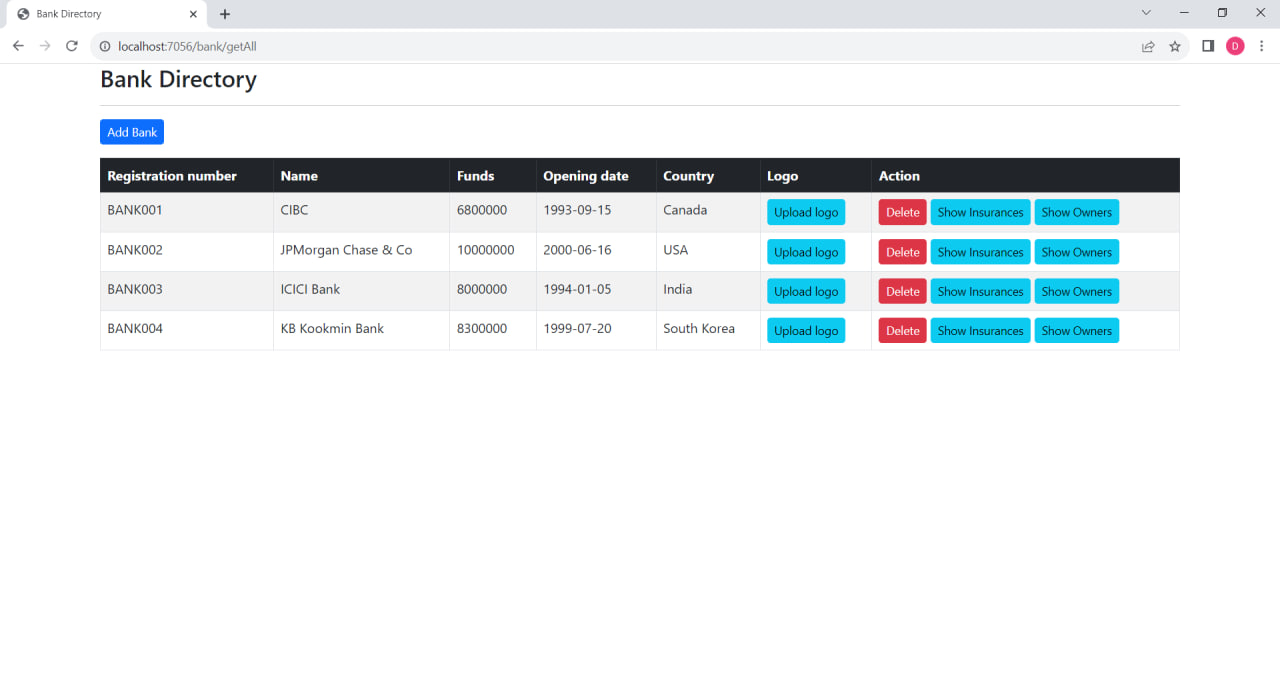 Bank Directory
localhost:7056/bank/getAll
D
Bank Directory
Add Bank
Registration number Name Funds Opening date Country Logo Action
BANK001 CIBC 6800000 1993-09-15 Canada Upload logo Delete Show Insurances Show Owners
BANK002 JPMorgan Chase & Co 10000000 2000-06-16 USA Upload logo Delete Show Insurances Show Owners
BANK003 ICICI Bank 8000000 1994-01-05 India Upload logo Delete Show Insurances Show Owners
BANK004 KB Kookmin Bank 8300000 1999-07-20 South Korea Upload logo Delete Show Insurances Show Owners